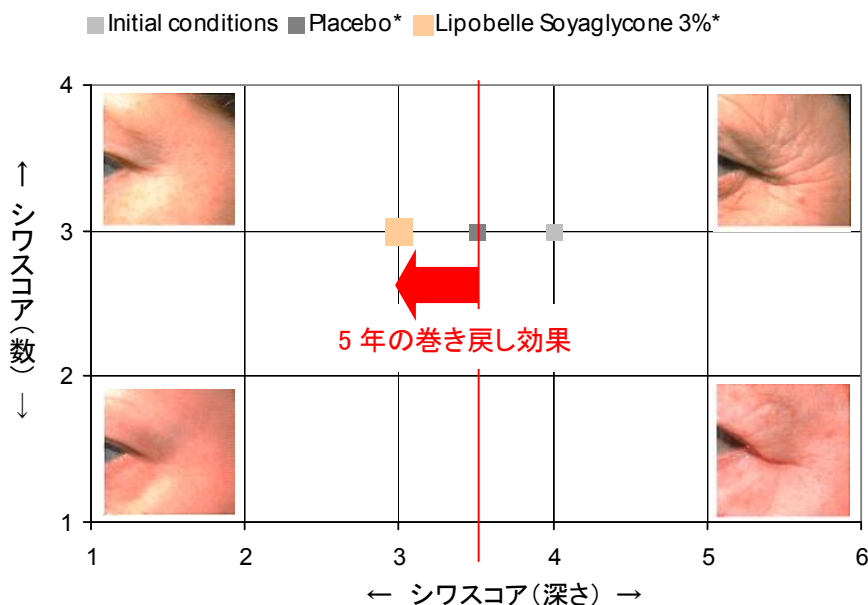 Initial conditions Placebo* Lipobelle Soyaglycone 3%*
4
3
2
1
← シワスコア(数) →
5 年の巻き戻し効果
1 2 3 4 5 6
← シワスコア(深さ) →